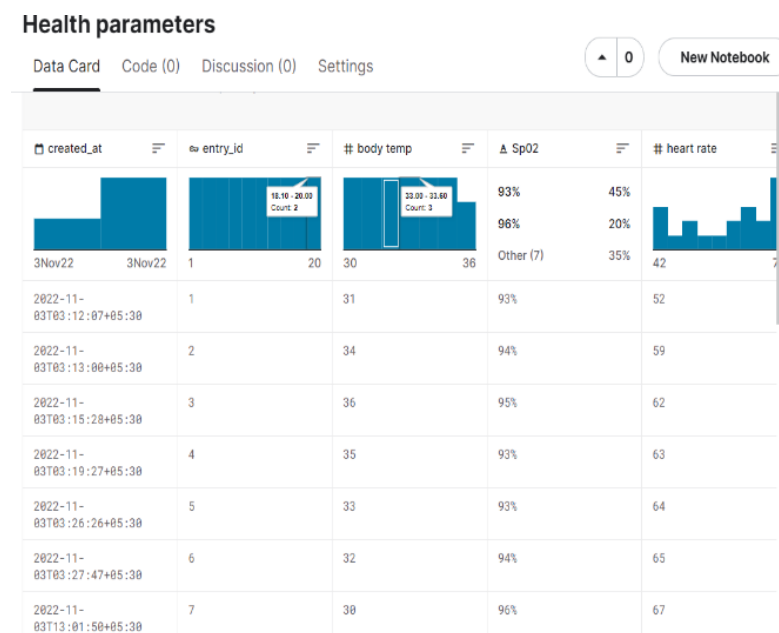 Health parameters
Data Card Code (0) Discussion (0) Settings
0 New Notebook
created_at entry_id # body temp A Sp02 # heart rate
18.10 - 20.00
Count: 2
33.00 - 33.60
Count: 3
93% 45%
96% 20%
Other (7) 35%
3Nov22 3Nov22 1 20 30 36 42 7
2022-11-
03T03:12:07+05:30 1 31 93% 52
2022-11-
03T03:13:00+05:30 2 34 94% 59
2022-11-
03T03:15:28+05:30 3 36 95% 62
2022-11-
03T03:19:27+05:30 4 35 93% 63
2022-11-
03T03:26:26+05:30 5 33 93% 64
2022-11-
03T03:27:47+05:30 6 32 94% 65
2022-11-
03T13:01:50+05:30 7 30 96% 67